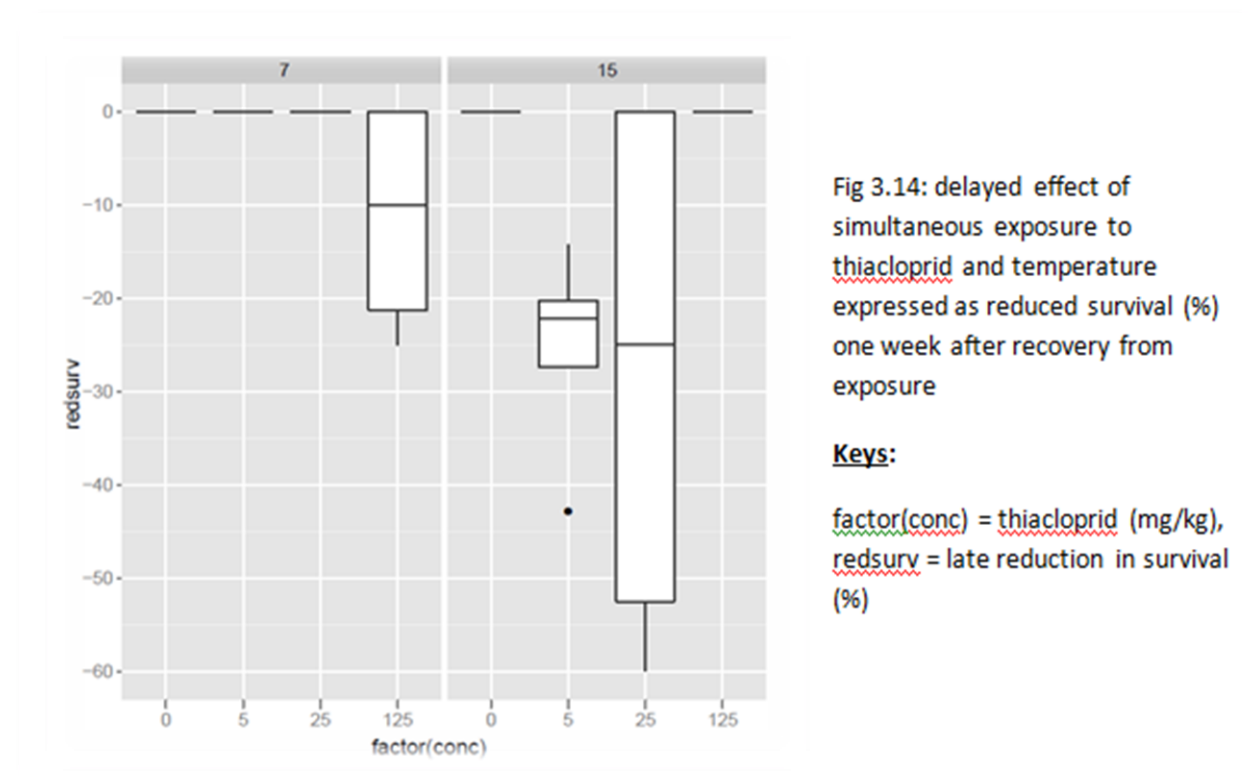 7 15
0
−10
−20
−30
−40
−50
−60
redsurv
0 5 25 125 0 5 25 125
factor(conc)
Fig 3.14: delayed effect of
simultaneous exposure to
thiacloprid and temperature
expressed as reduced survival (%)
one week after recovery from
exposure
Keys:
factor(conc) = thiacloprid (mg/kg),
redsurv = late reduction in survival
(%)